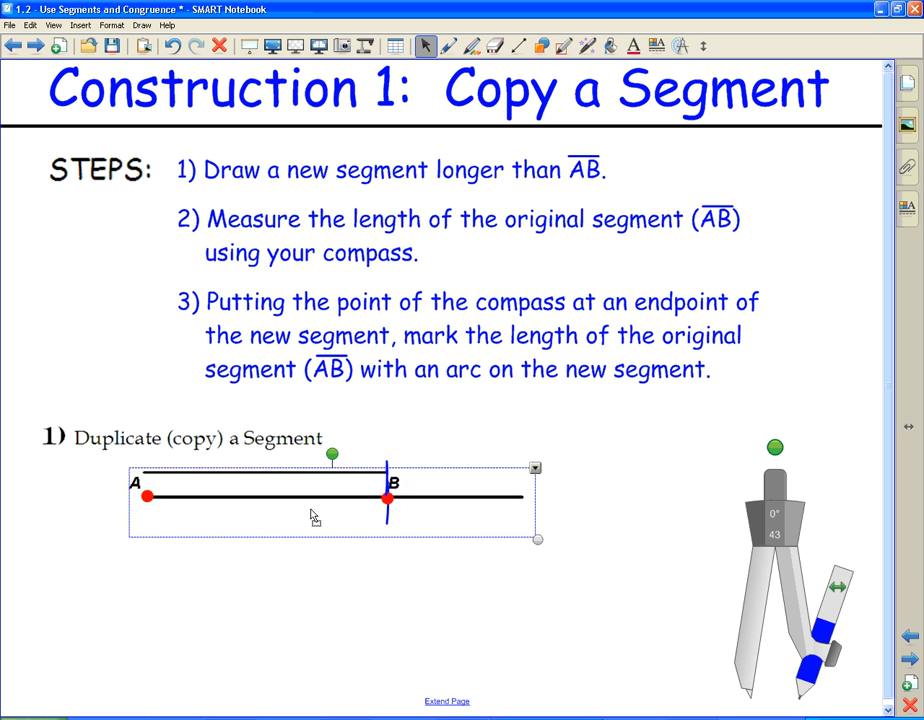 1.2 - Use Segments and Congruence * - SMART Notebook
File Edit View Insert Format Draw Help
Construction 1: Copy a Segment
STEPS: 1) Draw a new segment longer than AB.
2) Measure the length of the original segment (AB)
using your compass.
3) Putting the point of the compass at an endpoint of
the new segment, mark the length of the original
segment (AB) with an arc on the new segment.
1) Duplicate (copy) a Segment
A B
0°
43
Extend Page